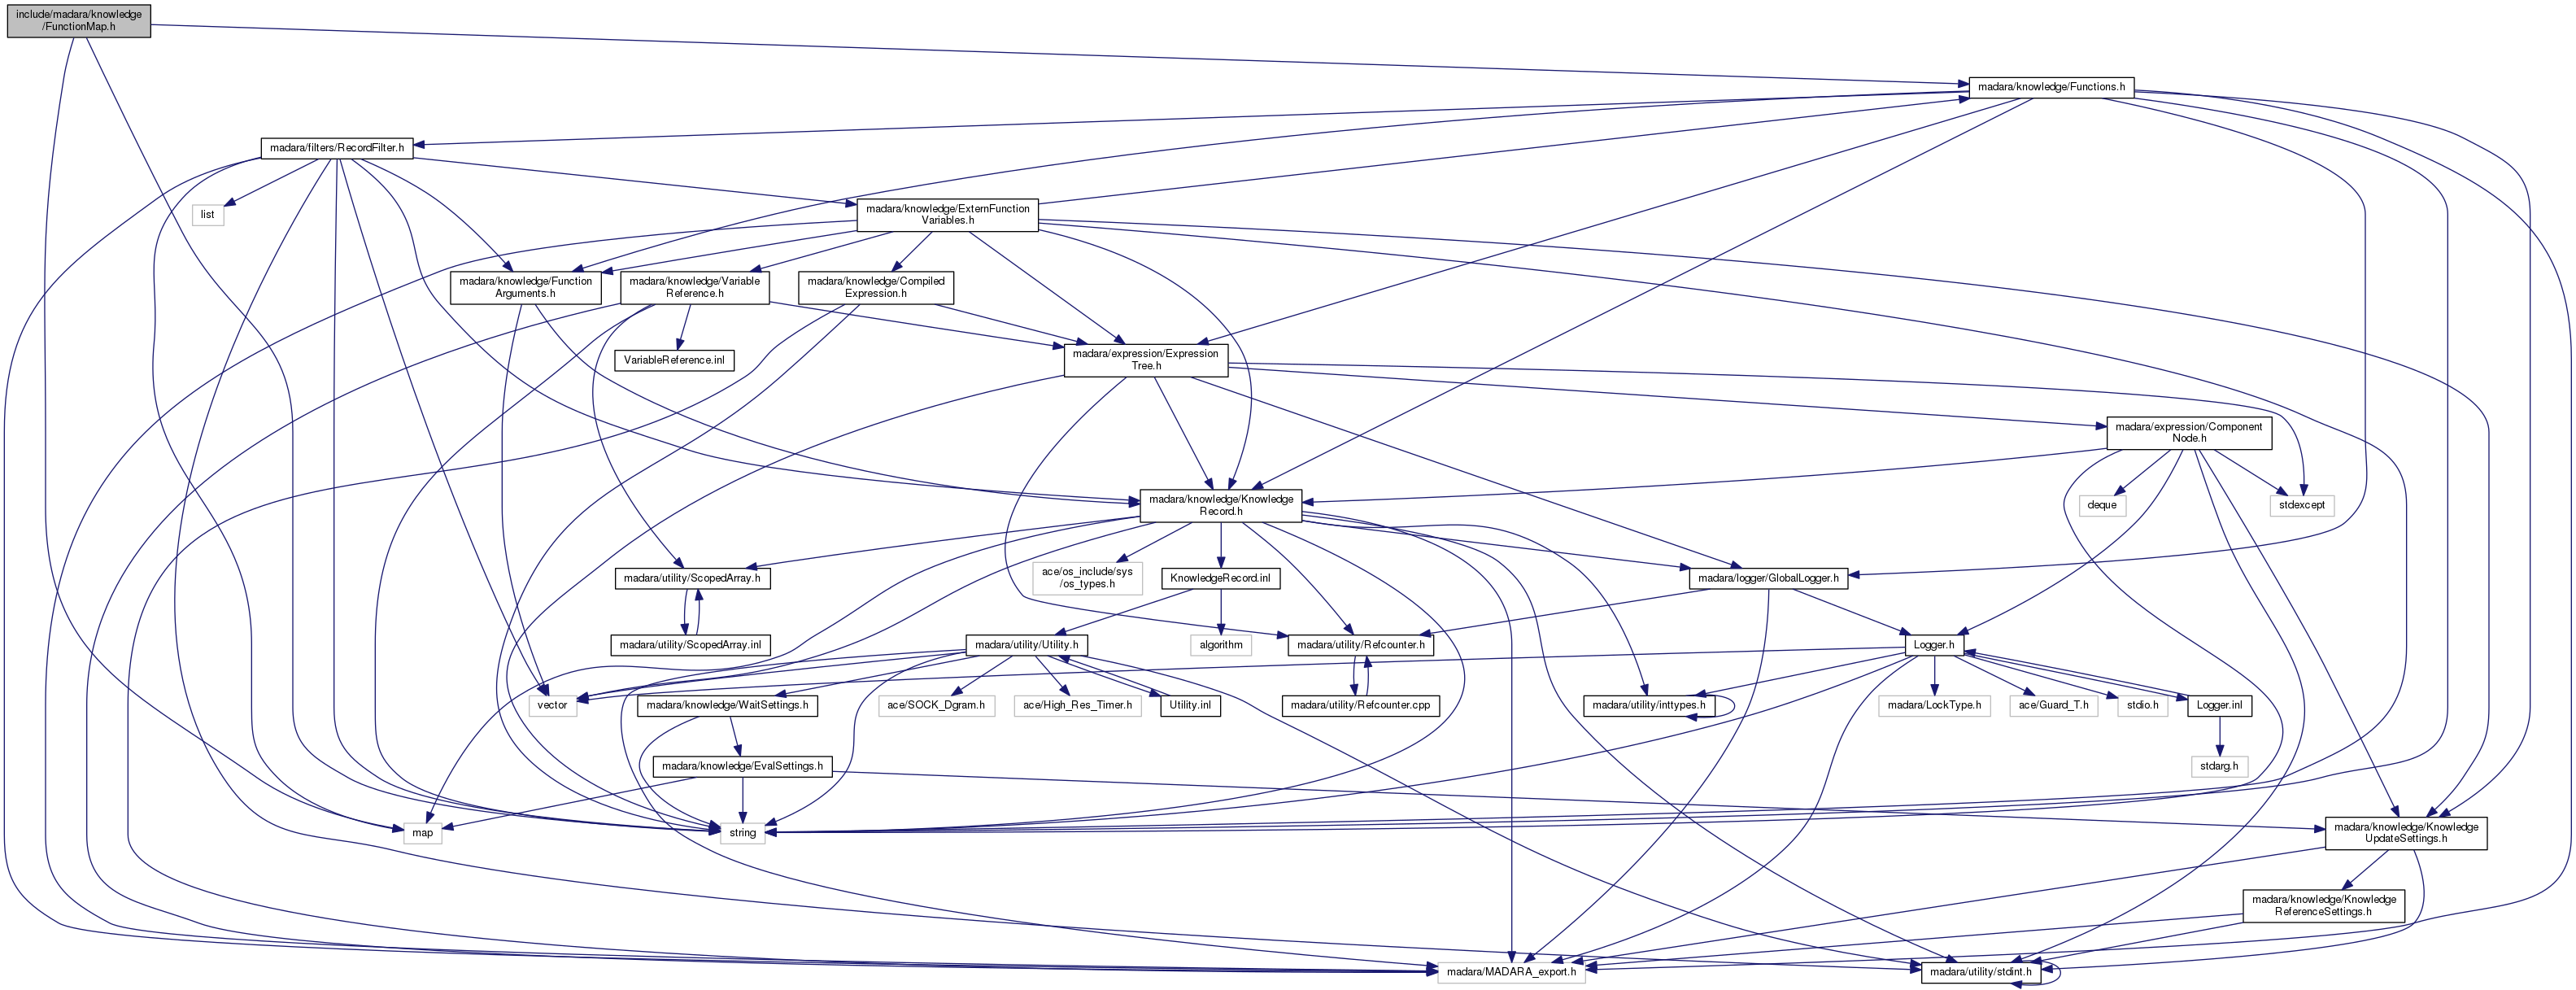 include/madara/knowledge
/FunctionMap.h
madara/knowledge/Functions.h
madara/filters/RecordFilter.h
list
madara/knowledge/ExternFunction
Variables.h
madara/knowledge/Function
Arguments.h
madara/knowledge/Variable
Reference.h
madara/knowledge/Compiled
Expression.h
VariableReference.inl
madara/expression/Expression
Tree.h
madara/expression/Component
Node.h
madara/knowledge/Knowledge
Record.h
deque
stdexcept
madara/utility/ScopedArray.h
ace/os_include/sys
/os_types.h
KnowledgeRecord.inl
madara/logger/GlobalLogger.h
madara/utility/ScopedArray.inl
madara/utility/Utility.h
algorithm
madara/utility/Refcounter.h
Logger.h
vector
madara/knowledge/WaitSettings.h
ace/SOCK_Dgram.h
ace/High_Res_Timer.h
Utility.inl
madara/utility/Refcounter.cpp
madara/utility/inttypes.h
madara/LockType.h
ace/Guard_T.h
stdio.h
Logger.inl
madara/knowledge/EvalSettings.h
stdarg.h
map
string
madara/knowledge/Knowledge
UpdateSettings.h
madara/knowledge/Knowledge
ReferenceSettings.h
madara/MADARA_export.h
madara/utility/stdint.h